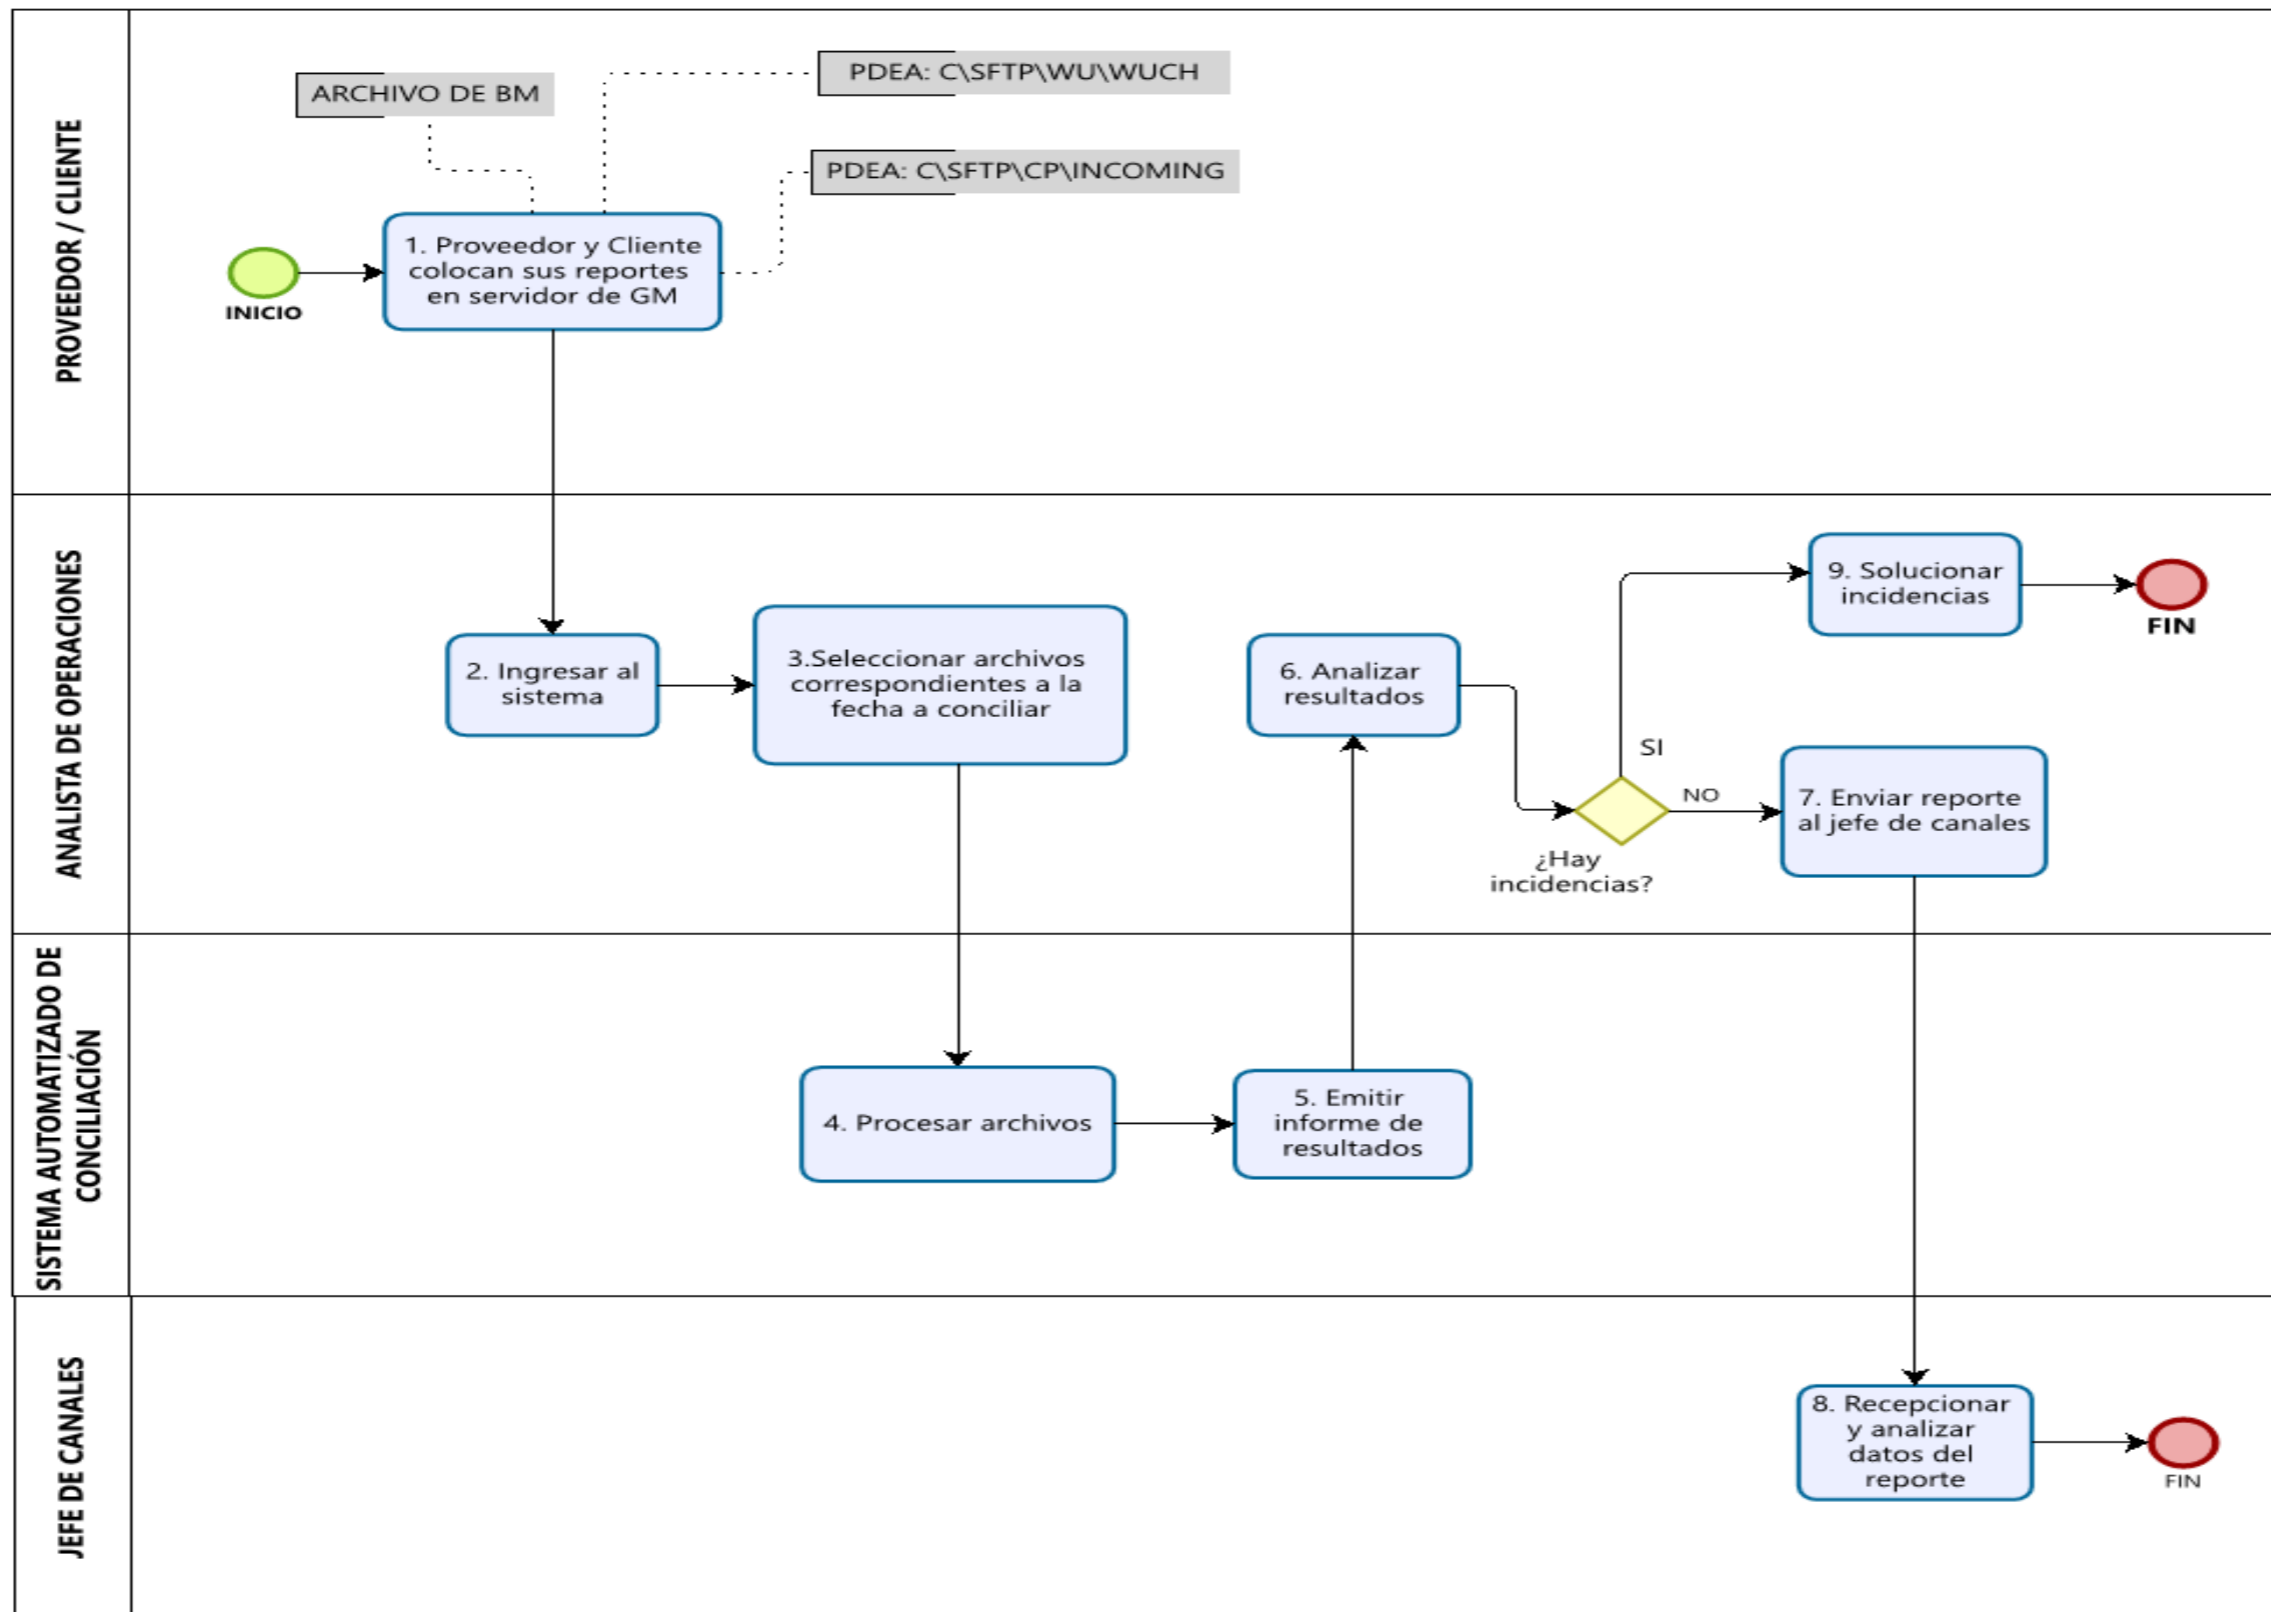 PROVEEDOR / CLIENTE
ARCHIVO DE BM
PDEA: C\SFTP\WU\WUCH
PDEA: C\SFTP\CP\INCOMING
INICIO
1. Proveedor y Cliente
colocan sus reportes
en servidor de GM
ANALISTA DE OPERACIONES
2. Ingresar al
sistema
3.Seleccionar archivos
correspondientes a la
fecha a conciliar
6. Analizar
resultados
¿Hay
incidencias?
SI
NO
9. Solucionar
incidencias
FIN
7. Enviar reporte
al jefe de canales
SISTEMA AUTOMATIZADO DE
CONCILIACIÓN
4. Procesar archivos
5. Emitir
informe de
resultados
JEFE DE CANALES
8. Recepcionar
y analizar
datos del
reporte
FIN